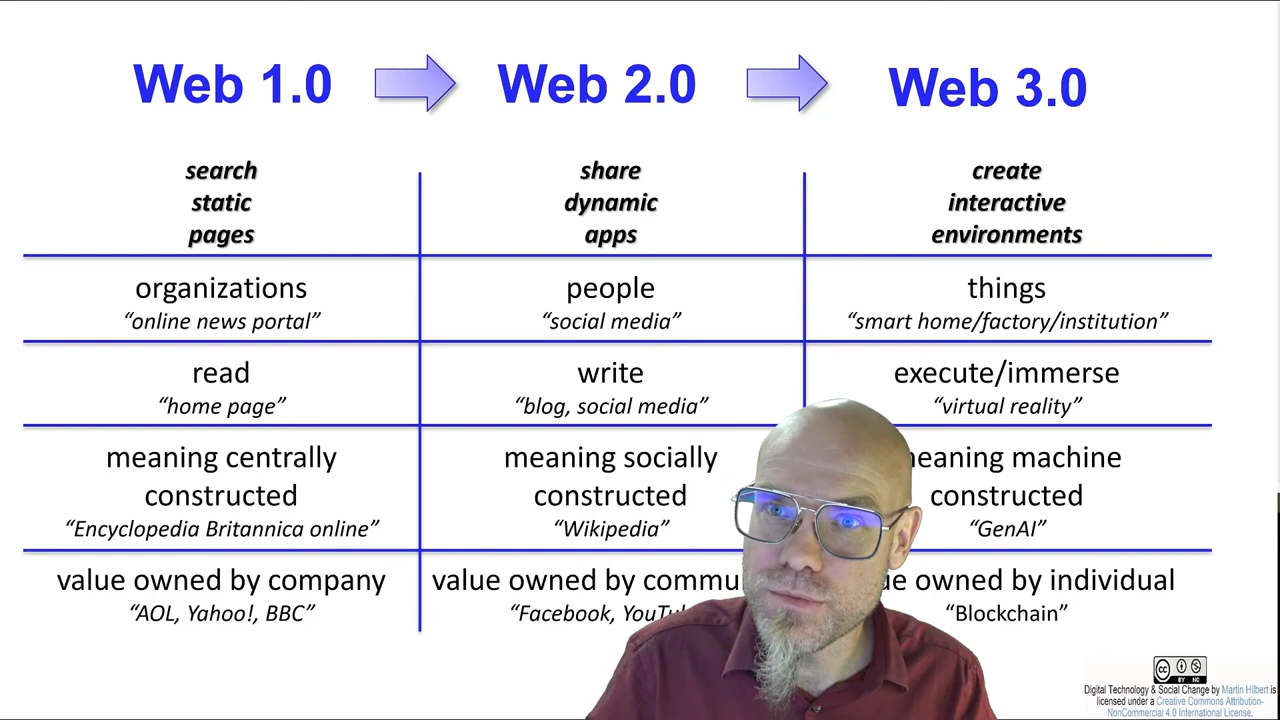 Web 1.0
Web 2.0
Web 3.0
search
static
pages
share
dynamic
apps
create
interactive
environments
organizations
“online news portal”
people
“social media”
things
“smart home/factory/institution”
read
“home page”
write
“blog, social media”
execute/immerse
“virtual reality”
meaning centrally
constructed
“Encyclopedia Britannica online”
meaning socially
constructed
“Wikipedia”
machine
constructed
“GenAI”
value owned by company
“AOL, Yahoo!, BBC”
value owned by
“Facebook,
owned by individual
“Blockchain”
CC BY NC
Digital Technology & Social Change by Martin Hilbert is
licensed under a Creative Commons Attribution-
NonCommercial 4.0 International License.